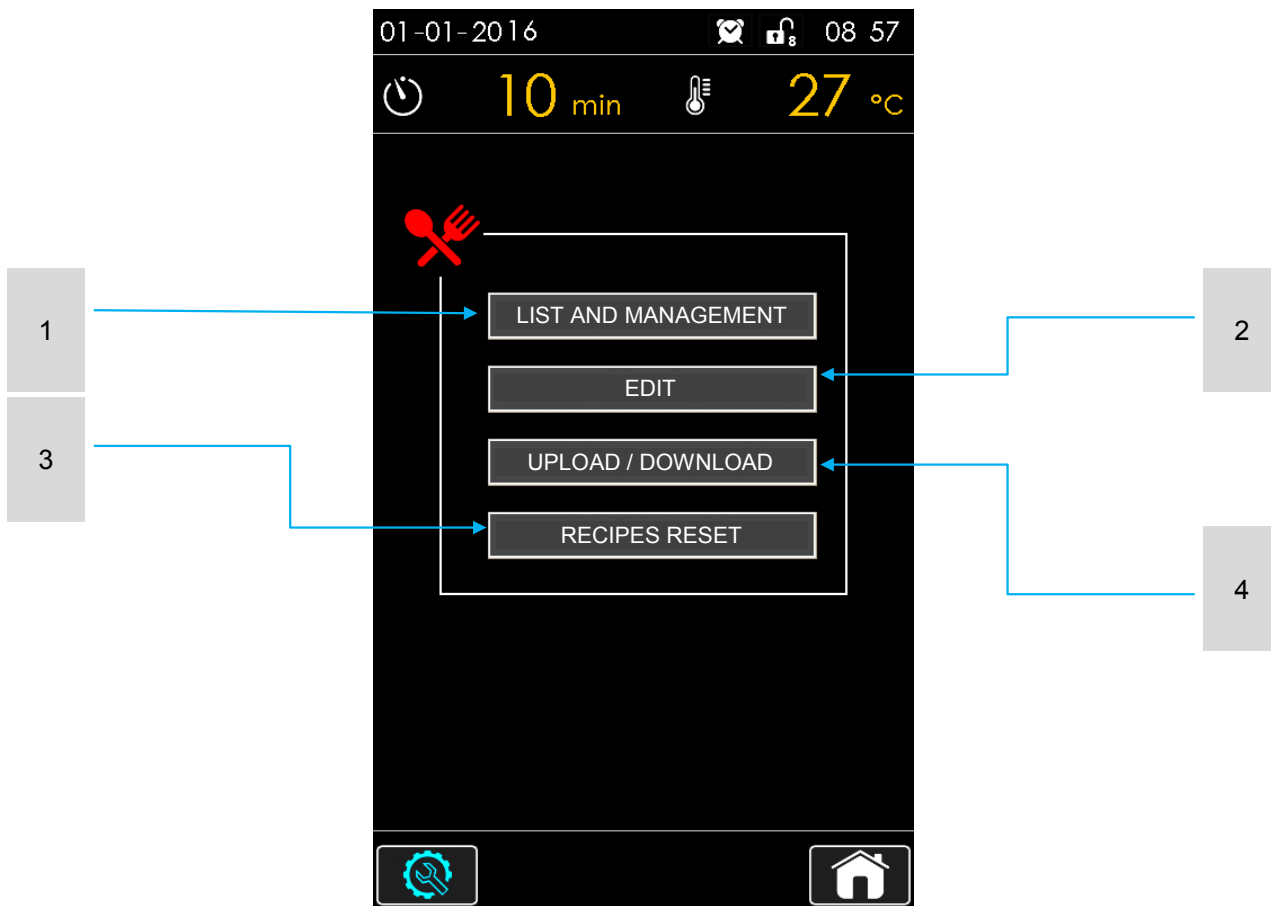 01-01-2016 8 08 57
10 min 27 °C
1 LIST AND MANAGEMENT 2
EDIT
3 UPLOAD / DOWNLOAD
RECIPES RESET
4